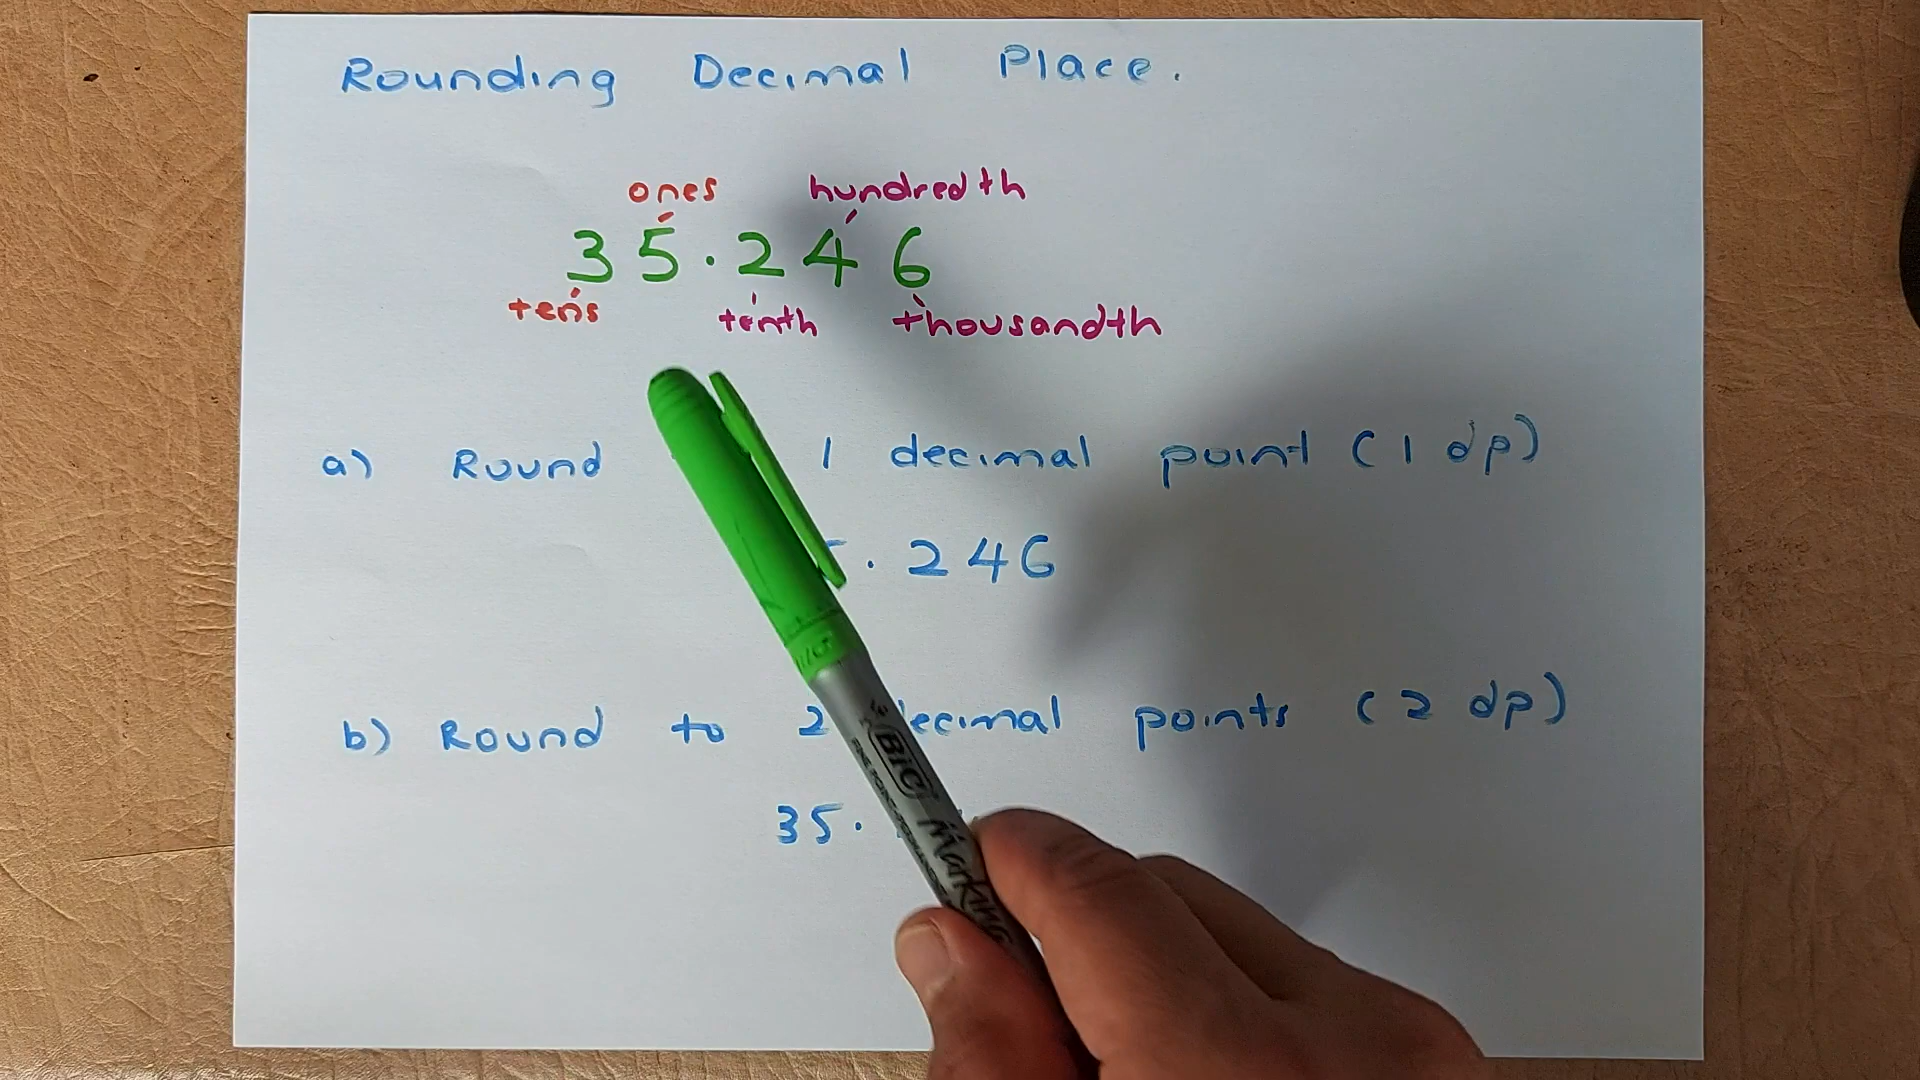 Rounding Decimal Place.
ones hundredth
35.246
tens tenth thousandth
a) Round 1 decimal point (1 dp)
.246
b) Round to 2 decimal points (2 dp)
35.
BIC Marking